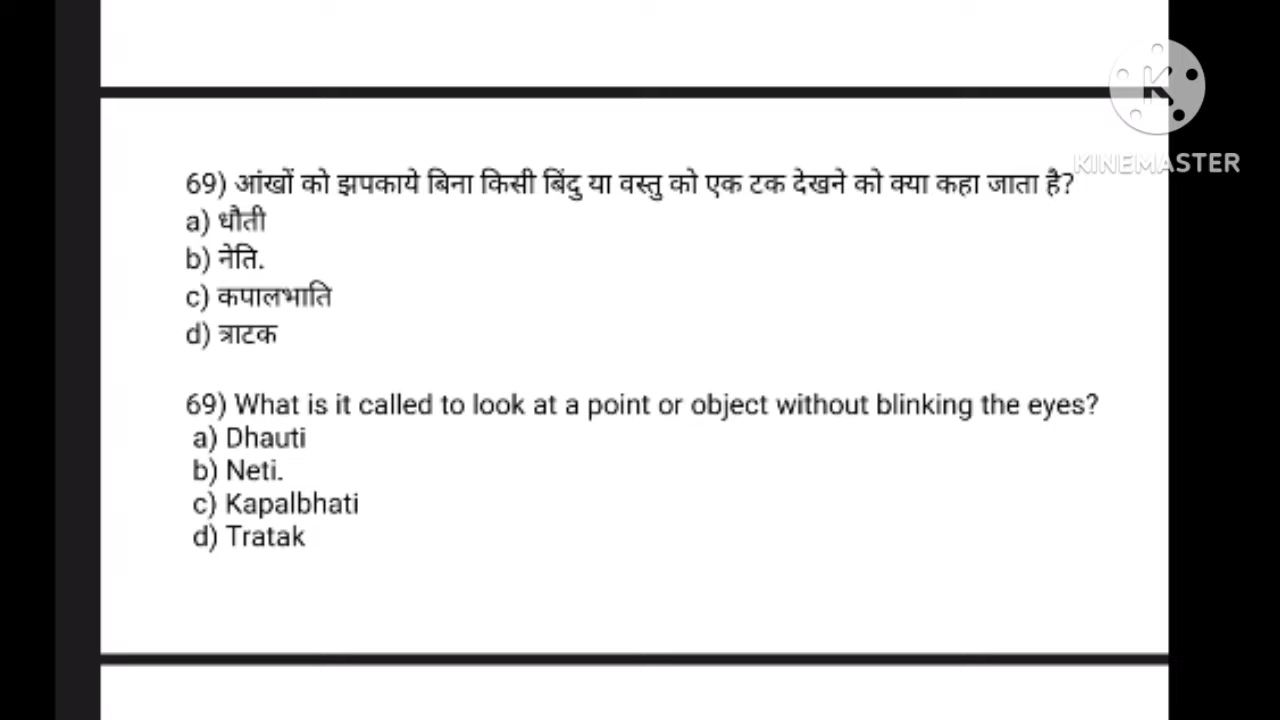 69) आंखों को झपकाये बिना किसी बिंदु या वस्तु को एक टक देखने को क्या कहा जाता है?
a) धौती
b) नेति.
c) कपालभाति
d) त्राटक
69) What is it called to look at a point or object without blinking the eyes?
a) Dhauti
b) Neti.
c) Kapalbhati
d) Tratak
K
KINEMASTER